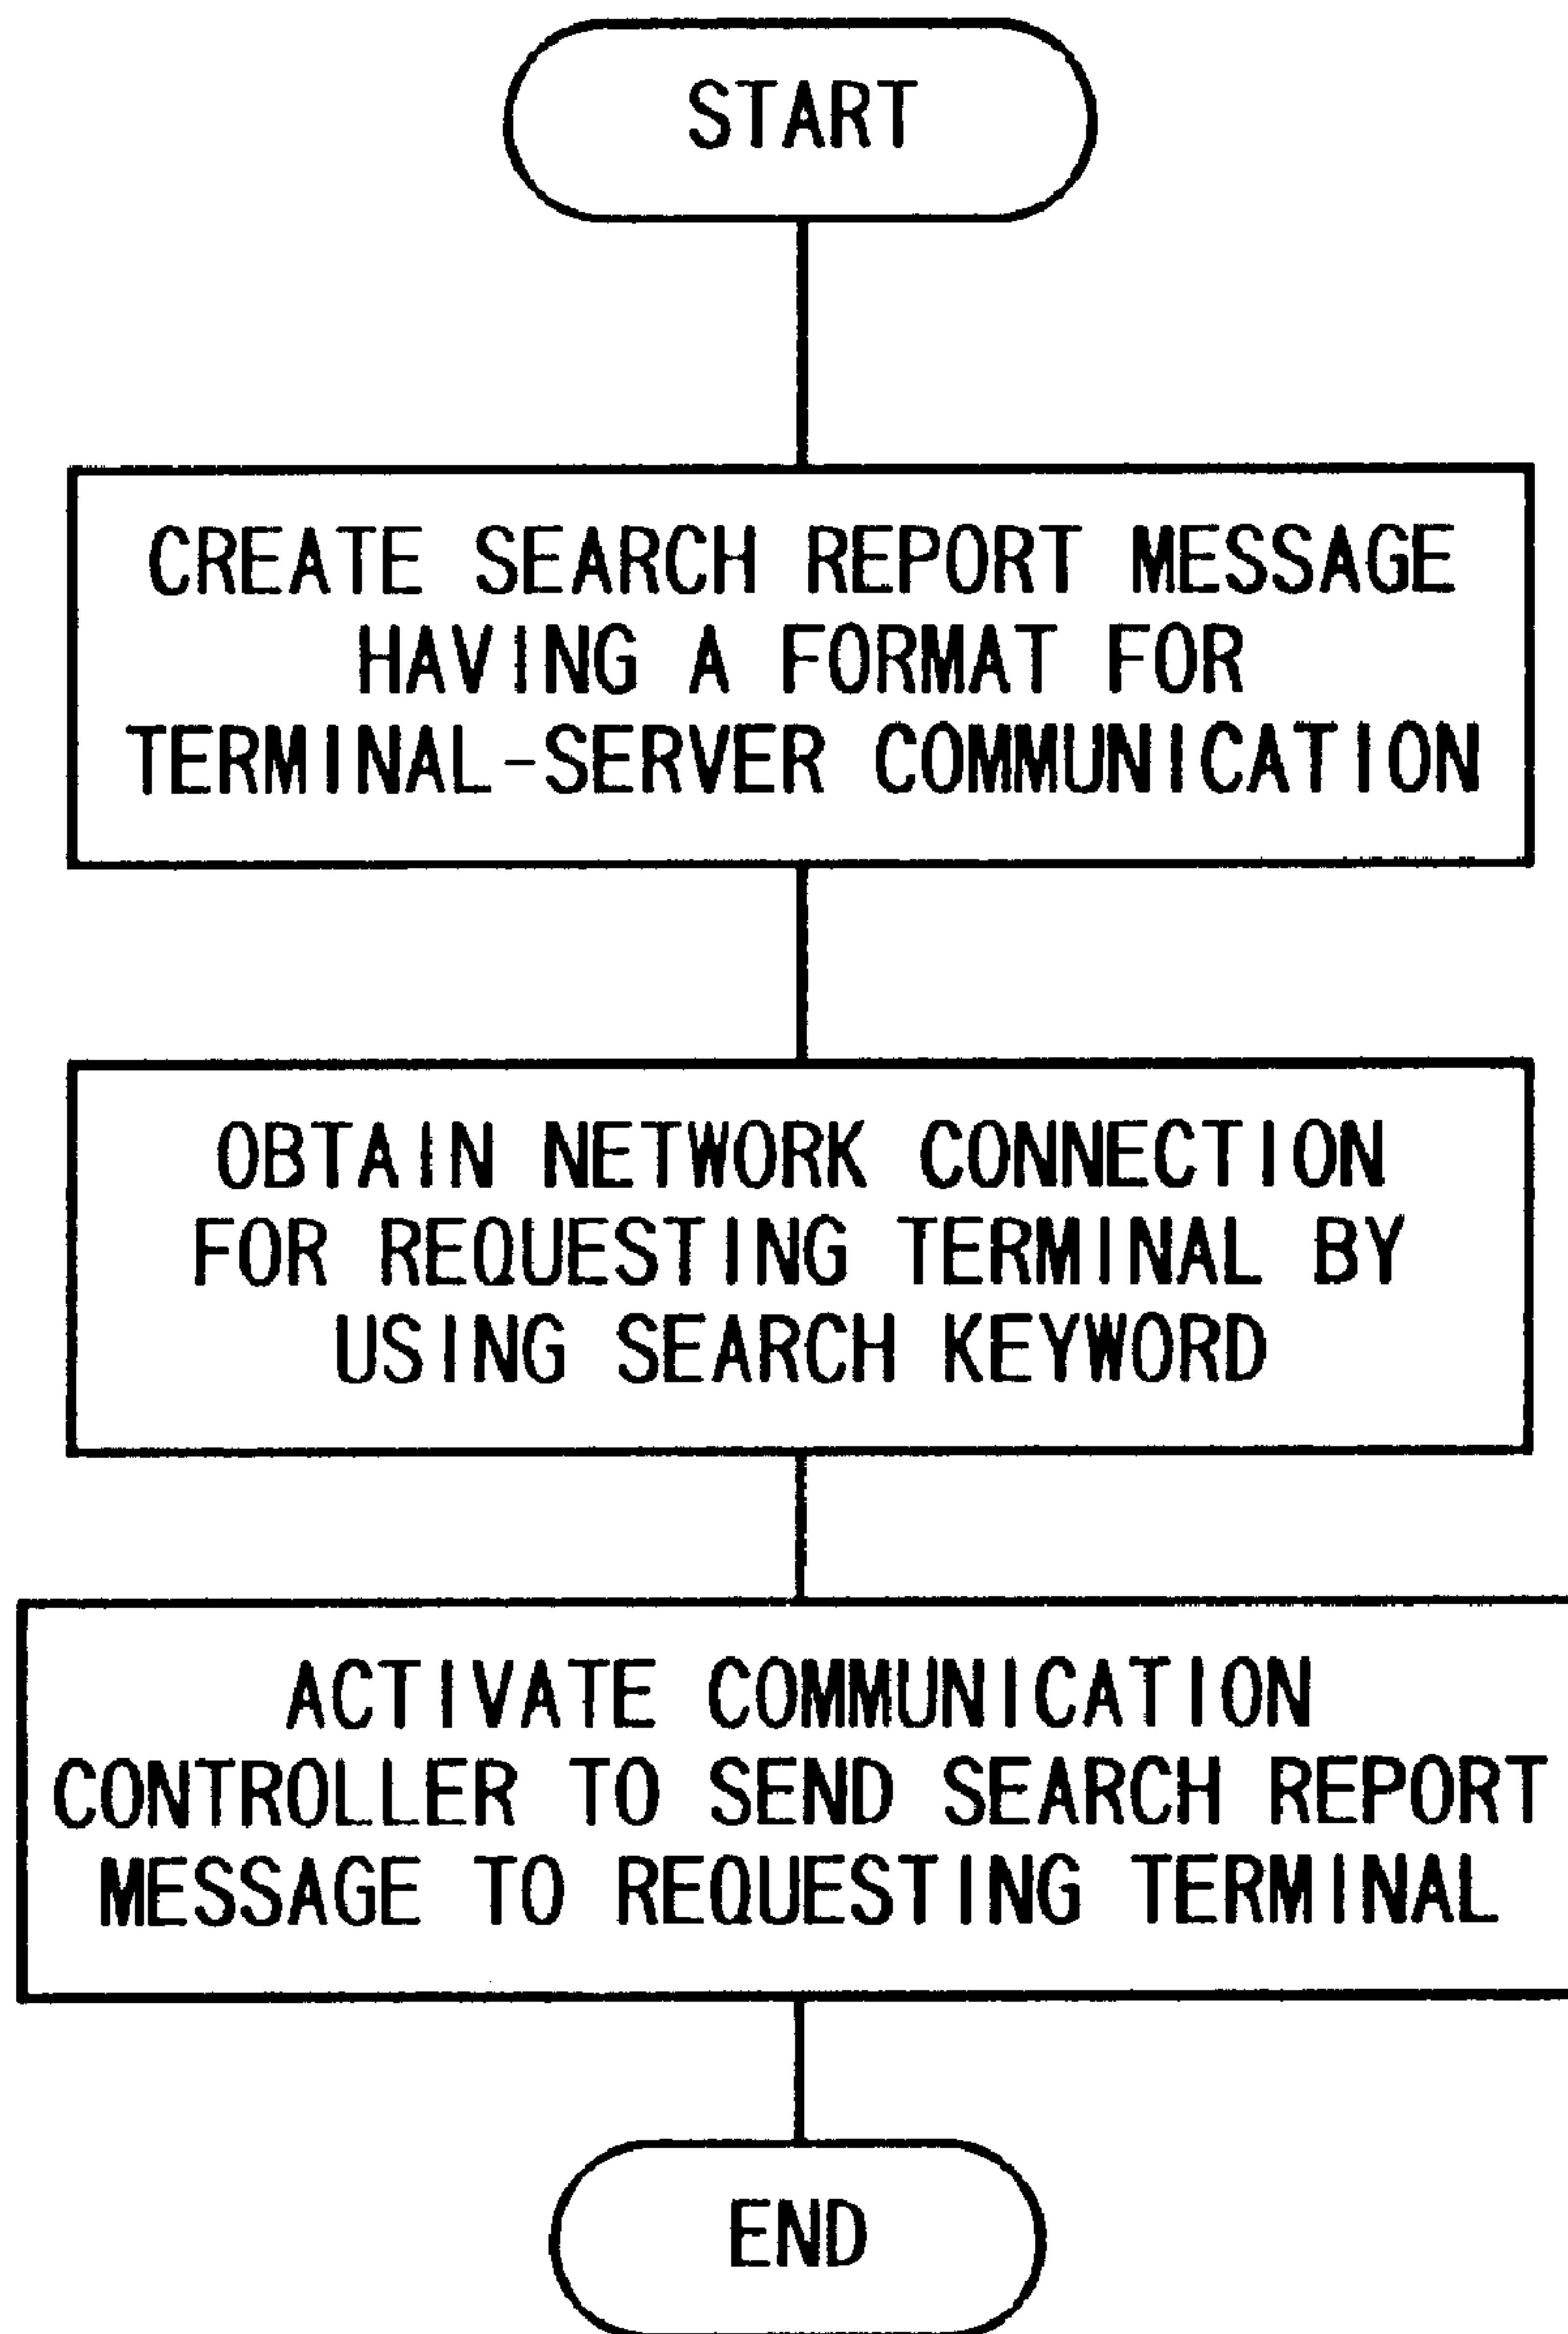 START
CREATE SEARCH REPORT MESSAGE
HAVING A FORMAT FOR
TERMINAL-SERVER COMMUNICATION
OBTAIN NETWORK CONNECTION
FOR REQUESTING TERMINAL BY
USING SEARCH KEYWORD
ACTIVATE COMMUNICATION
CONTROLLER TO SEND SEARCH REPORT
MESSAGE TO REQUESTING TERMINAL
END